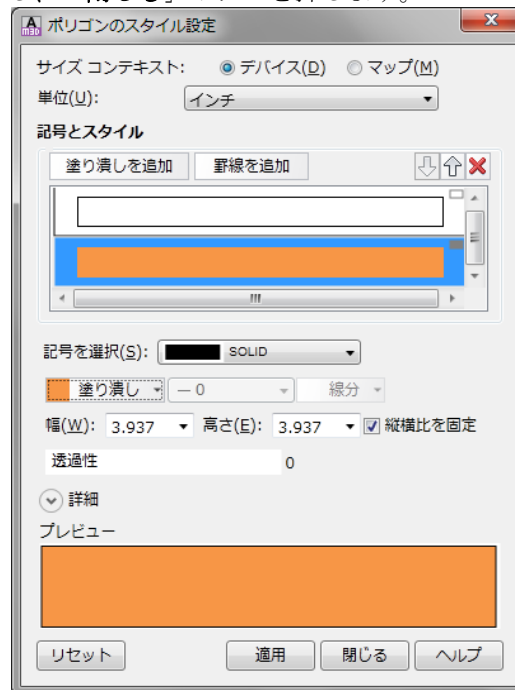 ポリゴンのスタイル設定
サイズ コンテキスト: デバイス(D) マップ(M)
単位(U): インチ
記号とスタイル
塗り潰しを追加 罫線を追加
記号を選択(S): SOLID
塗り潰し 0 線分
幅(W): 3.937 高さ(E): 3.937 縦横比を固定
透過性 0
詳細
プレビュー
リセット 適用 閉じる ヘルプ